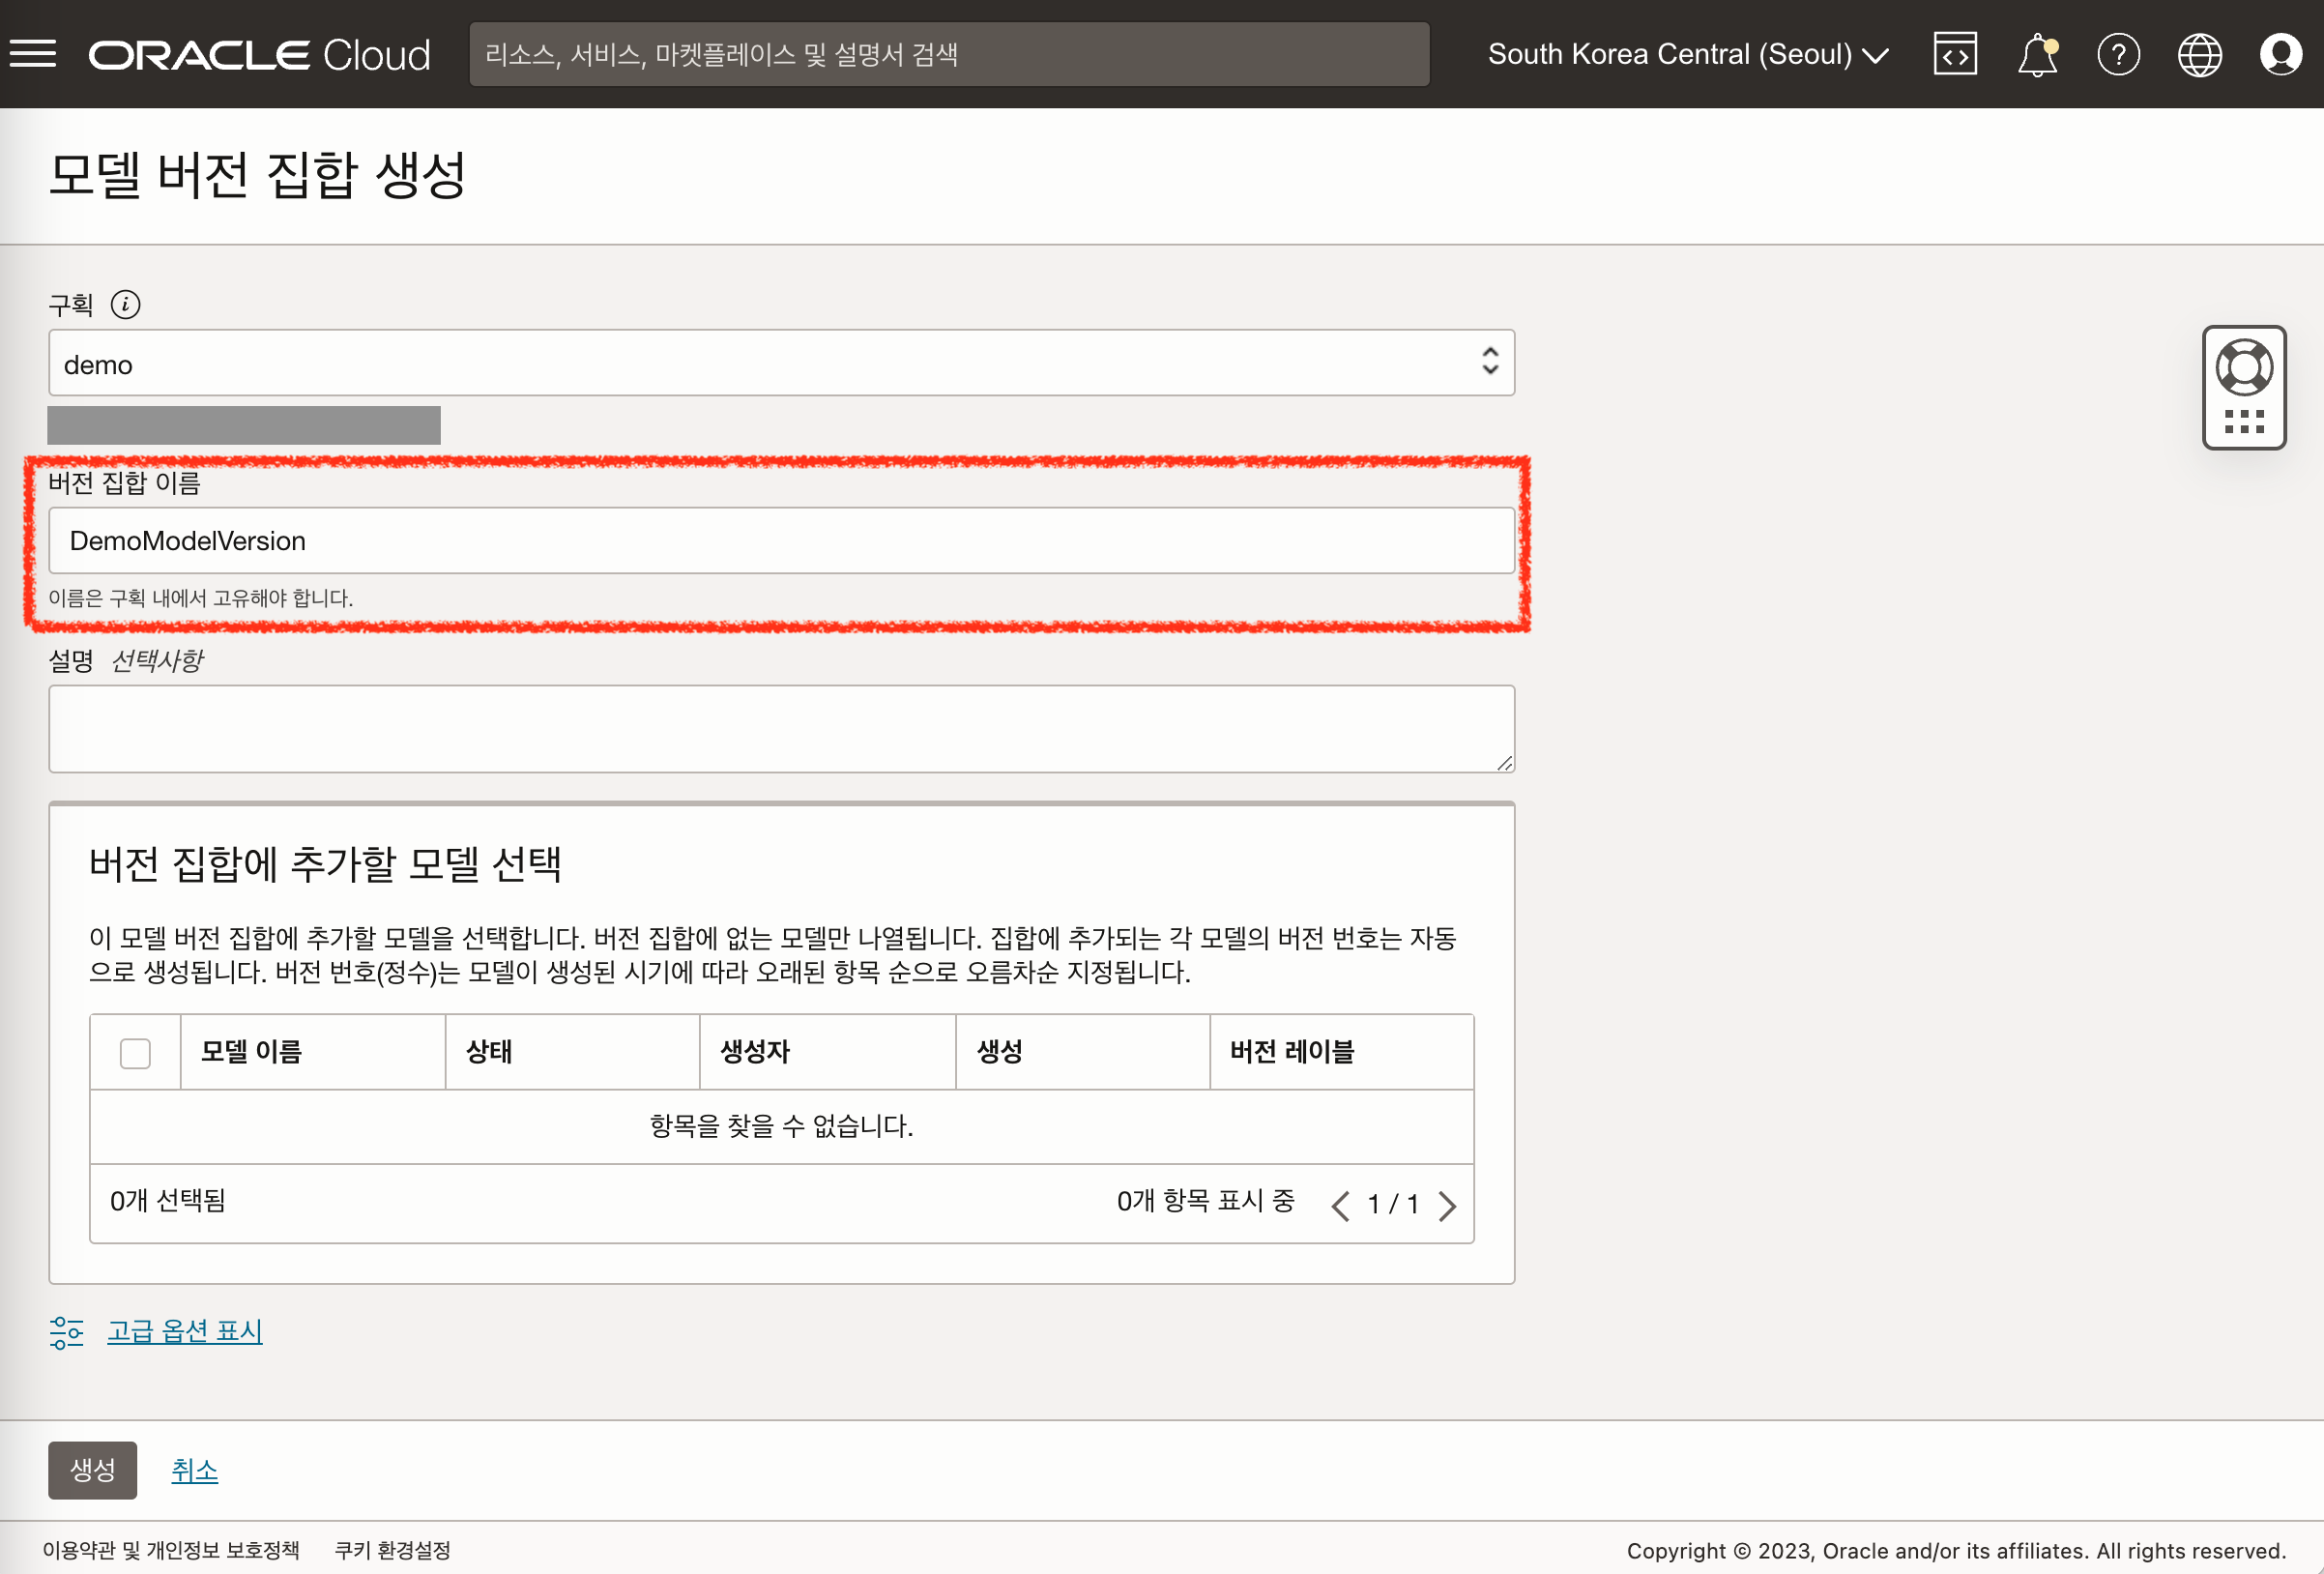 ORACLE Cloud
리소스, 서비스, 마켓플레이스 및 설명서 검색
South Korea Central (Seoul)
모델 버전 집합 생성
구획
demo
버전 집합 이름
DemoModelVersion
이름은 구획 내에서 고유해야 합니다.
설명 선택사항
버전 집합에 추가할 모델 선택
이 모델 버전 집합에 추가할 모델을 선택합니다. 버전 집합에 없는 모델만 나열됩니다. 집합에 추가되는 각 모델의 버전 번호는 자동
으로 생성됩니다. 버전 번호(정수)는 모델이 생성된 시기에 따라 오래된 항목 순으로 오름차순 지정됩니다.
모델 이름 상태 생성자 생성 버전 레이블
항목을 찾을 수 없습니다.
0개 선택됨 0개 항목 표시 중 1 / 1
고급 옵션 표시
생성 취소
이용약관 및 개인정보 보호정책 쿠키 환경설정 Copyright © 2023, Oracle and/or its affiliates. All rights reserved.